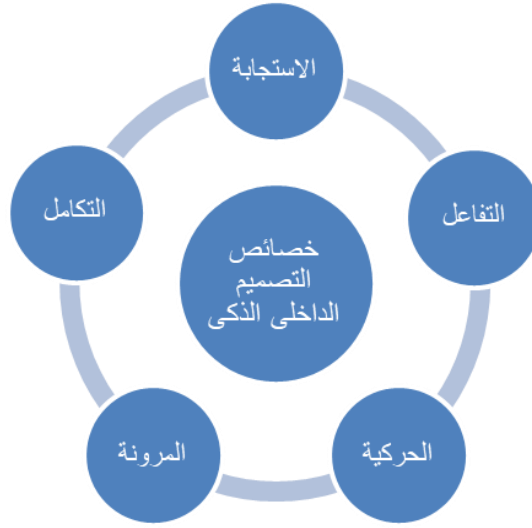 الاستجابة
التفاعل
الحركية
المرونة
التكامل
خصائص
التصميم
الداخلى الذكى